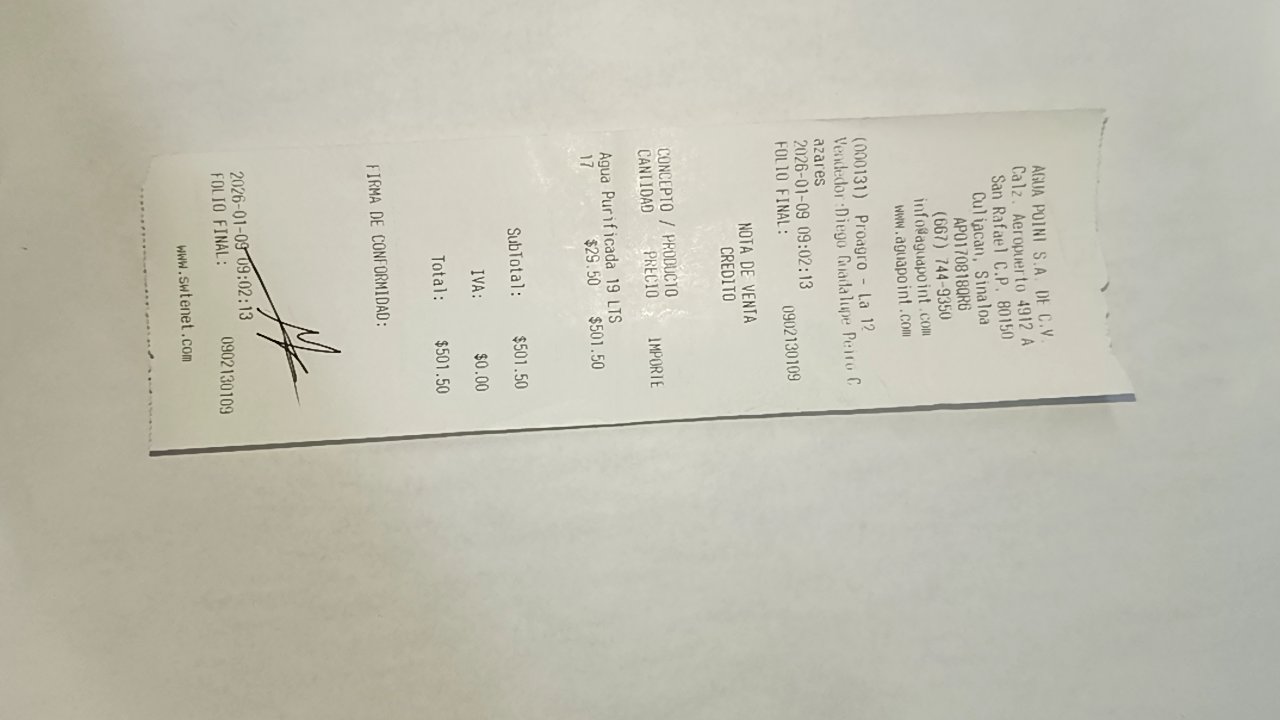 AGUA POINT S.A. DE C.V.
Calz. Aeropuerto 4912 A
San Rafael C.P. 80150
Culiacan, Sinaloa
APO170818QR6
(667) 744-9350
info@aguapoint.com
www.aguapoint.com
(000131) Proagro - La 12
Vendedor:Diego Guadalupe Peiro C
azares
2026-01-09 09:02:13
FOLIO FINAL: 0902130109
NOTA DE VENTA
CREDITO
CONCEPTO / PRODUCTO
CANTIDAD PRECIO IMPORTE
Agua Purificada 19 LTS
17 $29.50 $501.50
SubTotal: $501.50
IVA: $0.00
Total: $501.50
FIRMA DE CONFORMIDAD:
2026-01-09 09:02:13
FOLIO FINAL: 0902130109
www.swtenet.com